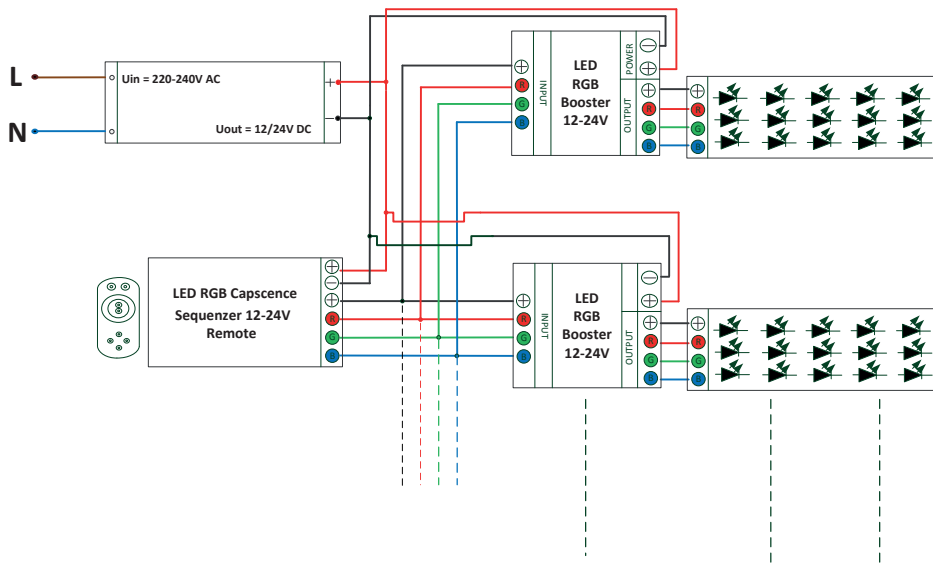 L
N
Uin = 220-240V AC
+
Uout = 12/24V DC
−
LED
RGB
Booster
12-24V
INPUT
POWER
OUTPUT
−
+
+
R
G
B
+
R
G
B
+
R
G
B
LED RGB Capscence
Sequenzer 12-24V
Remote
+
−
+
R
G
B
LED
RGB
Booster
12-24V
INPUT
OUTPUT
−
+
+
R
G
B
+
R
G
B
+
R
G
B